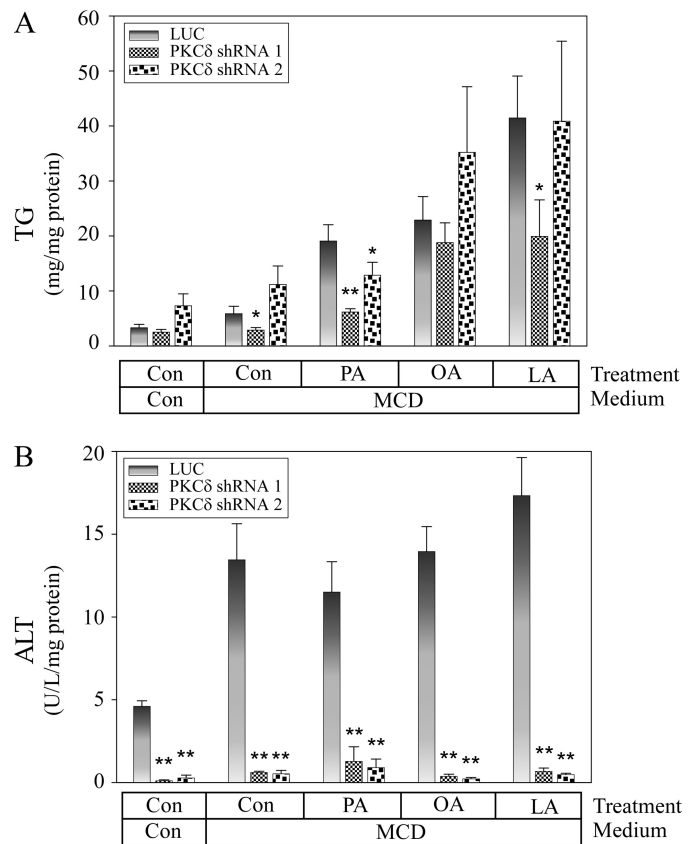 A
LUC
PKCδ shRNA 1
PKCδ shRNA 2
TG
(mg/mg protein)
60
50
40
30
20
10
0
*
**
*
*
Con Con PA OA LA Treatment
Con MCD Medium
B
LUC
PKCδ shRNA 1
PKCδ shRNA 2
ALT
(U/L/mg protein)
20
15
10
5
0
** ** ** ** ** ** ** ** ** **
Con Con PA OA LA Treatment
Con MCD Medium